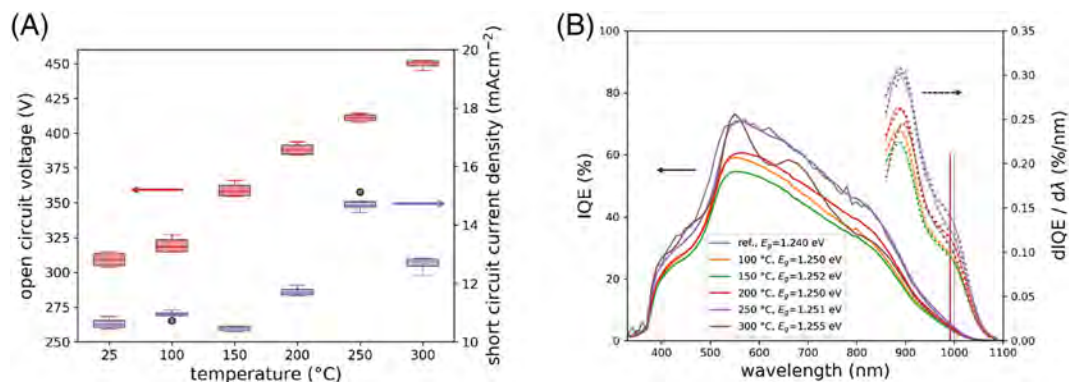 (A)
open circuit voltage (V)
450
425
400
375
350
325
300
275
250
25 100 150 200 250 300
temperature (°C)
20
18
16
14
12
10
short circuit current density (mAcm⁻²)
(B)
IQE (%)
100
80
60
40
20
0
ref., Eg=1.240 eV
100 °C, Eg=1.250 eV
150 °C, Eg=1.252 eV
200 °C, Eg=1.250 eV
250 °C, Eg=1.251 eV
300 °C, Eg=1.255 eV
400 500 600 700 800 900 1000 1100
wavelength (nm)
0.35
0.30
0.25
0.20
0.15
0.10
0.05
0.00
dIQE / dλ (%/nm)